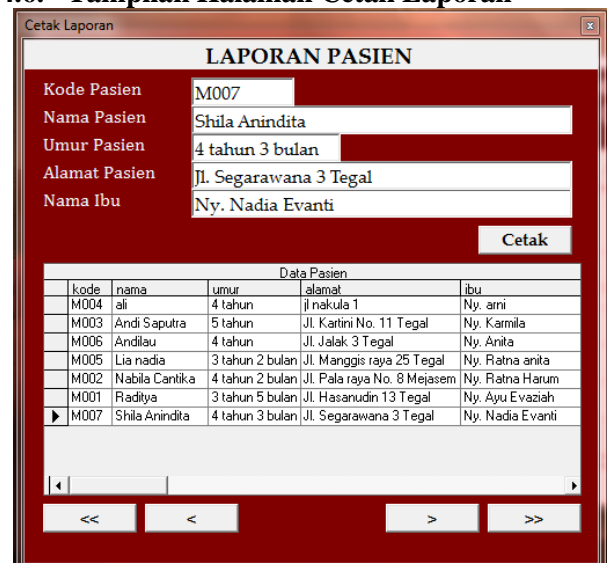 4.6. Tampilan Halaman Cetak Laporan
Cetak Laporan
LAPORAN PASIEN
Kode Pasien M007
Nama Pasien Shila Anindita
Umur Pasien 4 tahun 3 bulan
Alamat Pasien Jl. Segarawana 3 Tegal
Nama Ibu Ny. Nadia Evanti
Cetak
Data Pasien
kode nama umur alamat ibu
M004 ali 4 tahun jl nakula 1 Ny. arni
M003 Andi Saputra 5 tahun Jl. Kartini No. 11 Tegal Ny. Karmila
M006 Andilau 4 tahun Jl. Jalak 3 Tegal Ny. Anita
M005 Lia nadia 3 tahun 2 bulan Jl. Manggis raya 25 Tegal Ny. Ratna anita
M002 Nabila Cantika 4 tahun 2 bulan Jl. Pala raya No. 8 Mejasem Ny. Ratna Harum
M001 Raditya 3 tahun 5 bulan Jl. Hasanudin 13 Tegal Ny. Ayu Evaziah
M007 Shila Anindita 4 tahun 3 bulan Jl. Segarawana 3 Tegal Ny. Nadia Evanti
<< < > >>